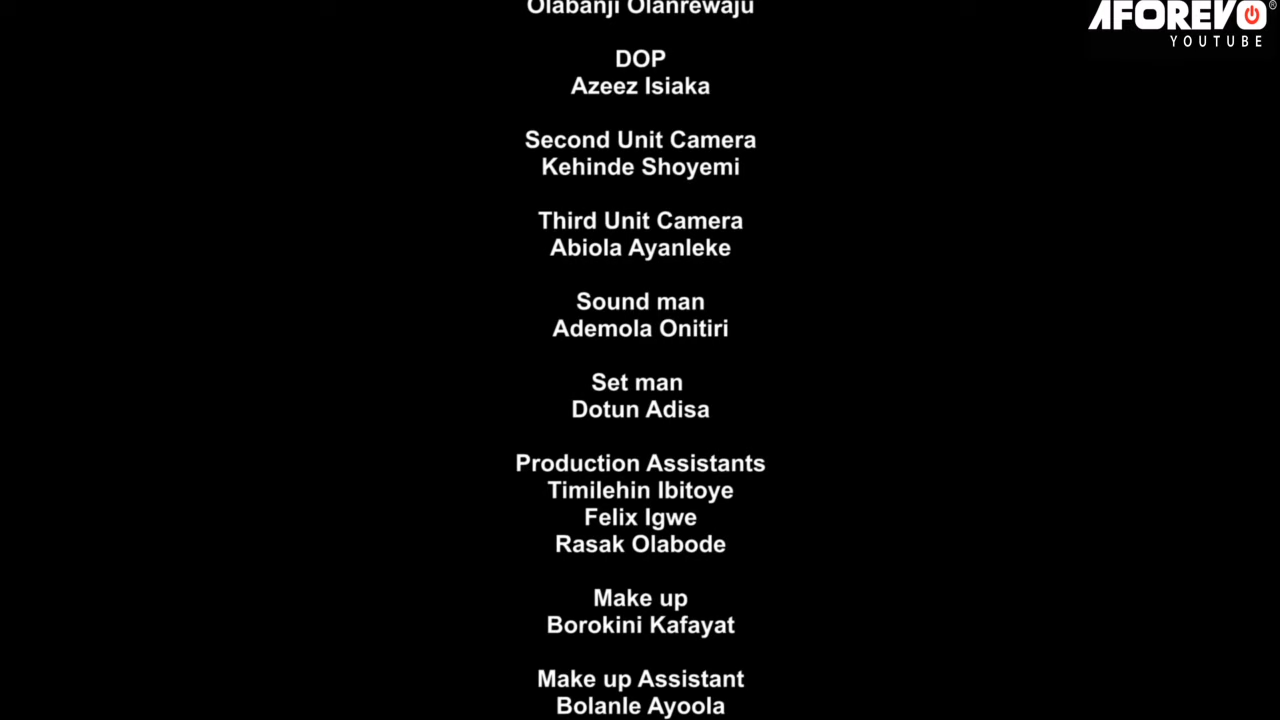 Olabanji Olanrewaju
AFOREVO®
YOUTUBE
DOP
Azeez Isiaka
Second Unit Camera
Kehinde Shoyemi
Third Unit Camera
Abiola Ayanleke
Sound man
Ademola Onitiri
Set man
Dotun Adisa
Production Assistants
Timilehin Ibitoye
Felix Igwe
Rasak Olabode
Make up
Borokini Kafayat
Make up Assistant
Bolanle Ayoola